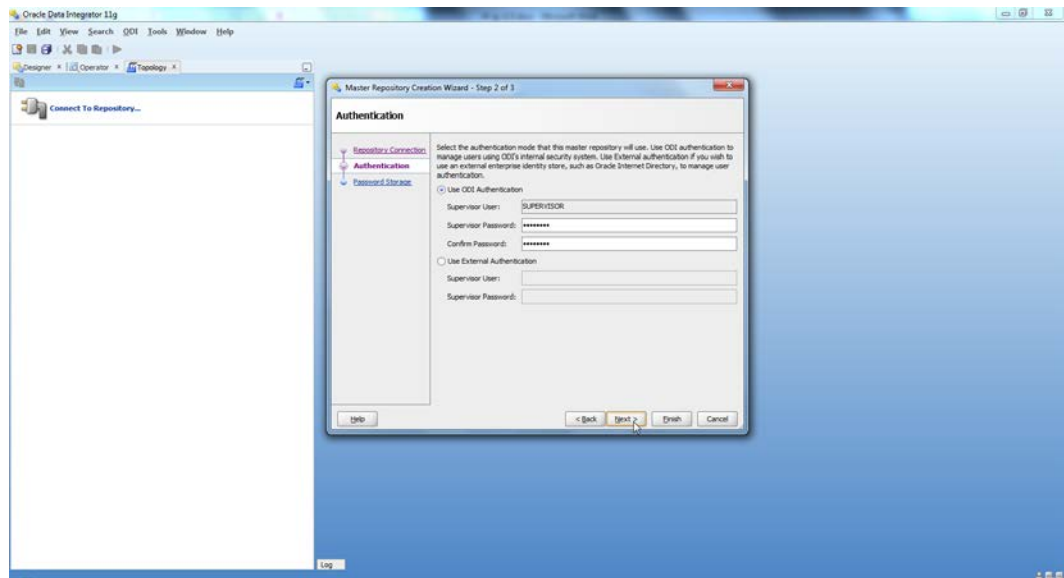 Oracle Data Integrator 11g
File Edit View Search ODI Tools Window Help
Designer Operator Topology
Connect To Repository...
Master Repository Creation Wizard - Step 2 of 3
Authentication
Repository Connection
Authentication
Password Storage
Select the authentication mode that this master repository will use. Use ODI authentication to
manage users using ODI's internal security system. Use External authentication if you wish to
use an external enterprise identity store, such as Oracle Internet Directory, to manage user
authentication.
Use ODI Authentication
Supervisor User: SUPERVISOR
Supervisor Password: ••••••••
Confirm Password: ••••••••
Use External Authentication
Supervisor User:
Supervisor Password:
Help < Back Next > Finish Cancel
Log